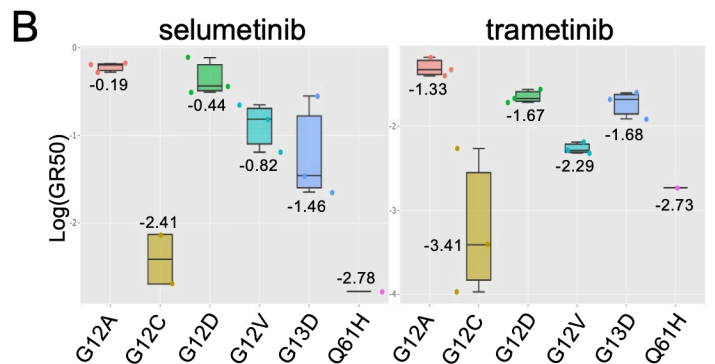 B
selumetinib
trametinib
Log(GR50)
0
-1
-2
-0.19
-2.41
-0.44
-0.82
-1.46
-2.78
G12A
G12C
G12D
G12V
G13D
Q61H
-2
-3
-4
-1.33
-3.41
-1.67
-2.29
-1.68
-2.73
G12A
G12C
G12D
G12V
G13D
Q61H